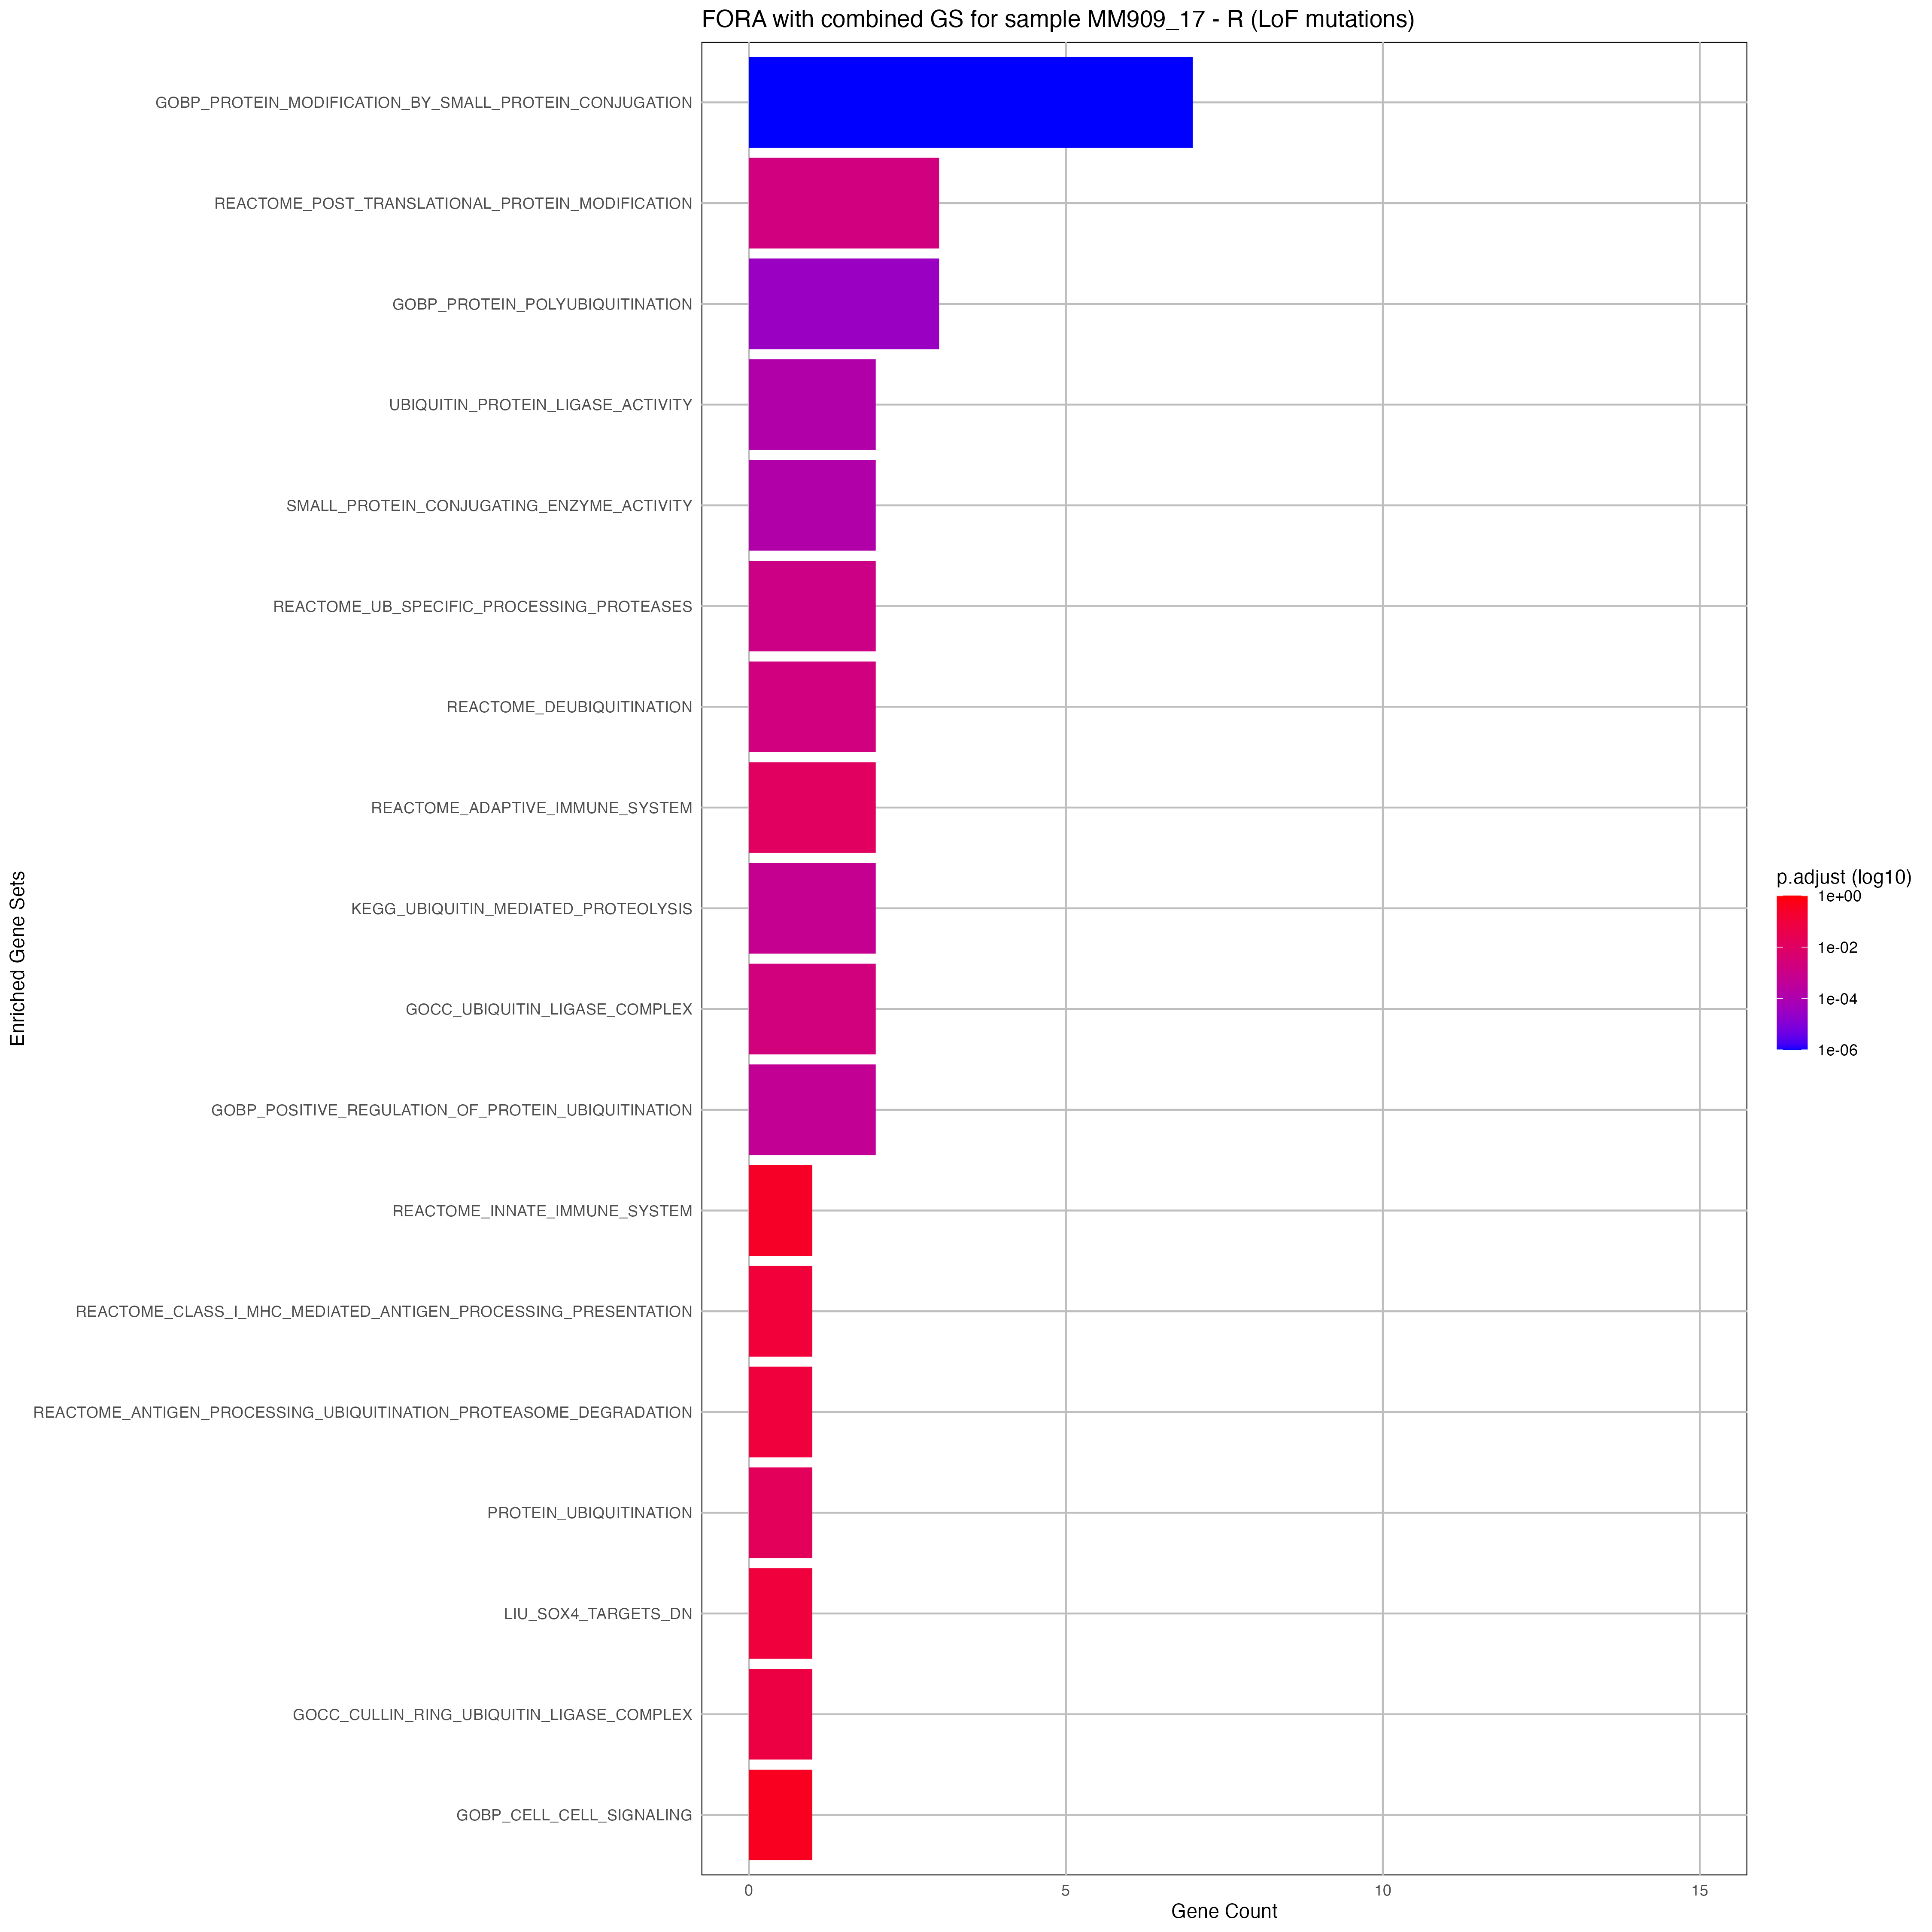 FORA with combined GS for sample MM909_17 - R (LoF mutations)
Enriched Gene Sets
GOBP_PROTEIN_MODIFICATION_BY_SMALL_PROTEIN_CONJUGATION
REACTOME_POST_TRANSLATIONAL_PROTEIN_MODIFICATION
GOBP_PROTEIN_POLYUBIQUITINATION
UBIQUITIN_PROTEIN_LIGASE_ACTIVITY
SMALL_PROTEIN_CONJUGATING_ENZYME_ACTIVITY
REACTOME_UB_SPECIFIC_PROCESSING_PROTEASES
REACTOME_DEUBIQUITINATION
REACTOME_ADAPTIVE_IMMUNE_SYSTEM
KEGG_UBIQUITIN_MEDIATED_PROTEOLYSIS
GOCC_UBIQUITIN_LIGASE_COMPLEX
GOBP_POSITIVE_REGULATION_OF_PROTEIN_UBIQUITINATION
REACTOME_INNATE_IMMUNE_SYSTEM
REACTOME_CLASS_I_MHC_MEDIATED_ANTIGEN_PROCESSING_PRESENTATION
REACTOME_ANTIGEN_PROCESSING_UBIQUITINATION_PROTEASOME_DEGRADATION
PROTEIN_UBIQUITINATION
LIU_SOX4_TARGETS_DN
GOCC_CULLIN_RING_UBIQUITIN_LIGASE_COMPLEX
GOBP_CELL_CELL_SIGNALING
0 5 10 15
Gene Count
p.adjust (log10)
1e+00
1e-02
1e-04
1e-06